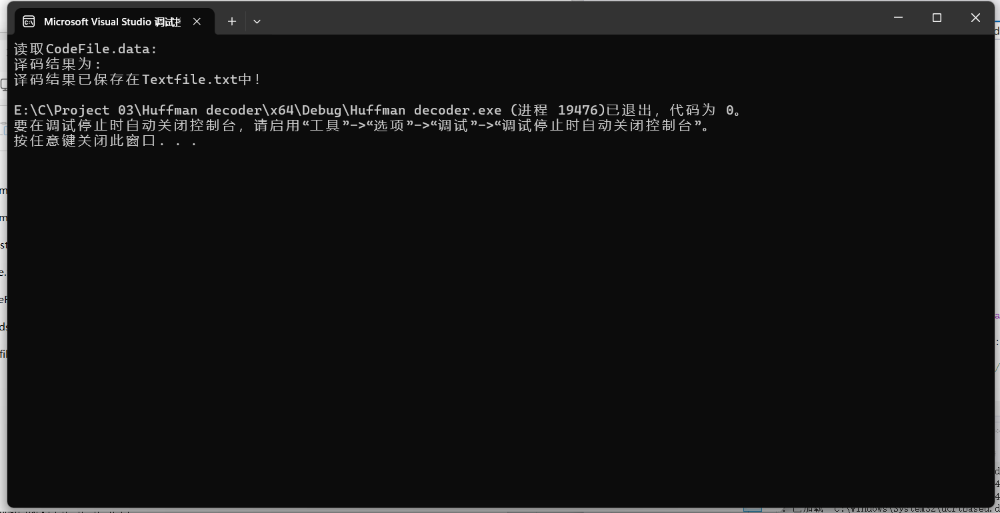 Microsoft Visual Studio 调试
读取CodeFile.data:
译码结果为:
译码结果已保存在Textfile.txt中!
E:\C\Project 03\Huffman decoder\x64\Debug\Huffman decoder.exe (进程 19476)已退出，代码为 0。
要在调试停止时自动关闭控制台，请启用“工具”->“选项”->“调试”->“调试停止时自动关闭控制台”。
按任意键关闭此窗口. . .